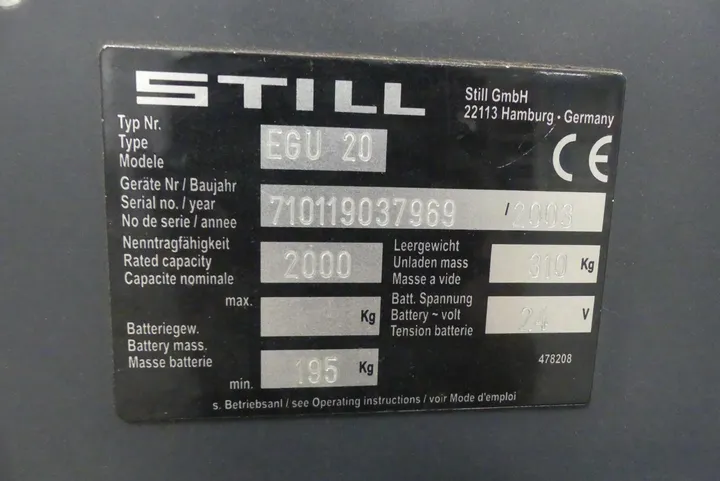 STILL
Still GmbH
22113 Hamburg - Germany
Typ Nr.
Type
Modele
EGU 20
CE
Geräte Nr / Baujahr
Serial no. / year
No de serie / annee
710119037969 / 2003
Nenntragfähigkeit
Rated capacity
Capacite nominale
2000
Leergewicht
Unladen mass
Masse a vide
310 Kg
max.
Kg
Batteriegew.
Battery mass.
Masse batterie
min.
195 Kg
Batt. Spannung
Battery ~ volt
Tension batterie
24 V
478208
s. Betriebsanl / see Operating instructions / voir Mode d'emploi